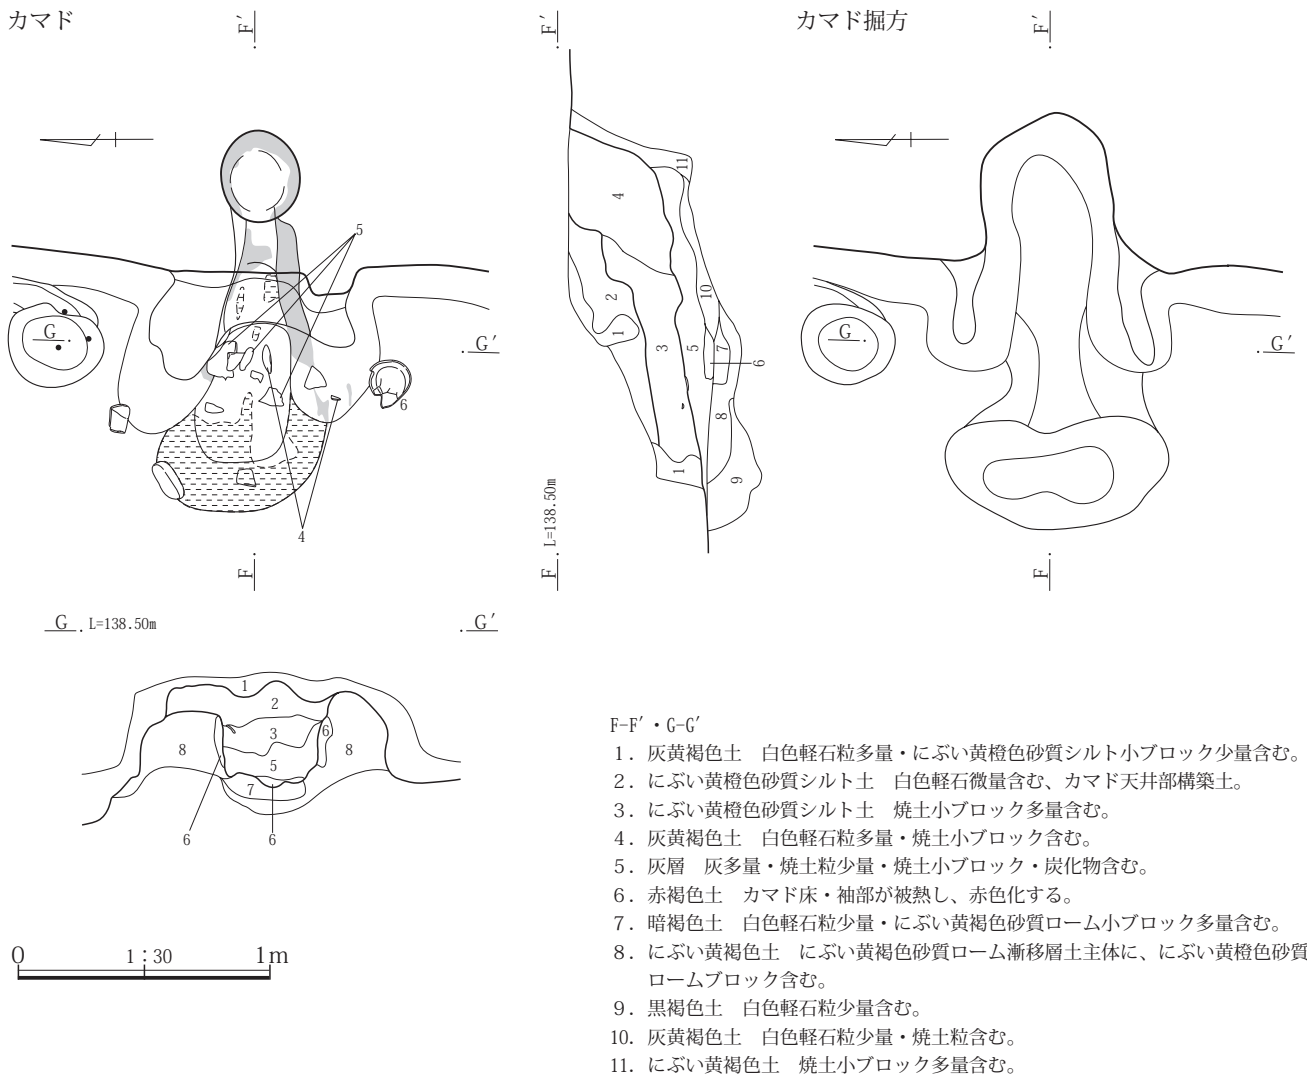 カマド
F′
F′
カマド掘方
F′
5
G
G′
6
4
F
11
4
2
1
3
5
10
7
6
8
1
9
L=138.50m
F
G
G′
F
G L=138.50m
G′
1
2
3
6
8
8
5
7
6
6
0
1:30
1m
F-F′・G-G′
1. 灰黄褐色土 白色軽石粒多量・にぶい黄橙色砂質シルト小ブロック少量含む。
2. にぶい黄橙色砂質シルト土 白色軽石微量含む、カマド天井部構築土。
3. にぶい黄橙色砂質シルト土 焼土小ブロック多量含む。
4. 灰黄褐色土 白色軽石粒多量・焼土小ブロック含む。
5. 灰層 灰多量・焼土粒少量・焼土小ブロック・炭化物含む。
6. 赤褐色土 カマド床・袖部が被熱し、赤色化する。
7. 暗褐色土 白色軽石粒少量・にぶい黄褐色砂質ローム小ブロック多量含む。
8. にぶい黄褐色土 にぶい黄褐色砂質ローム漸移層土主体に、にぶい黄橙色砂質
ロームブロック含む。
9. 黒褐色土 白色軽石粒少量含む。
10. 灰黄褐色土 白色軽石粒少量・焼土粒含む。
11. にぶい黄褐色土 焼土小ブロック多量含む。